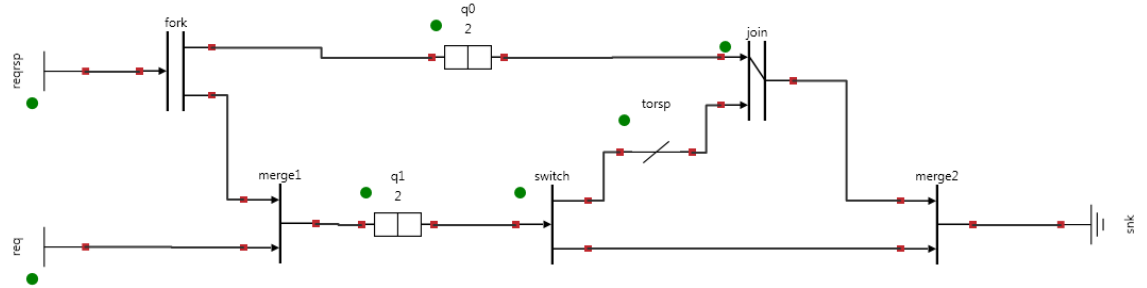 fork
q0
2
join
reqrsp
torsp
merge1
q1
2
switch
merge2
req
snk